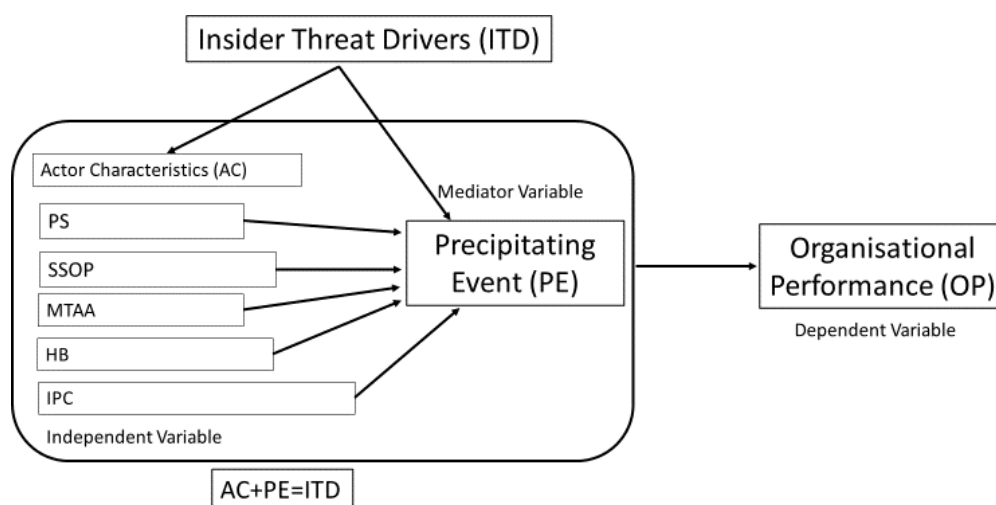 Insider Threat Drivers (ITD)
Actor Characteristics (AC)
PS
SSOP
MTAA
HB
IPC
Independent Variable
Mediator Variable
Precipitating
Event (PE)
Organisational
Performance (OP)
Dependent Variable
AC+PE=ITD